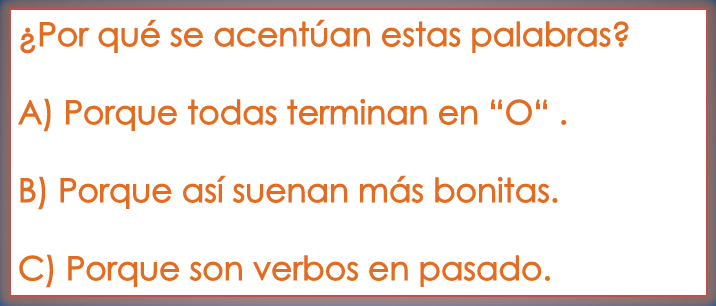 ¿Por qué se acentúan estas palabras?
A) Porque todas terminan en “O“ .
B) Porque así suenan más bonitas.
C) Porque son verbos en pasado.